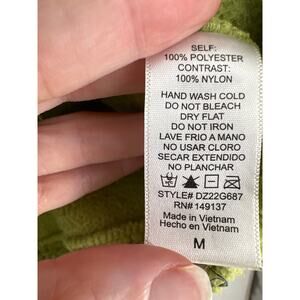 SELF:
100% POLYESTER
CONTRAST:
100% NYLON
HAND WASH COLD
DO NOT BLEACH
DRY FLAT
DO NOT IRON
LAVE FRIO A MANO
NO USAR CLORO
SECAR EXTENDIDO
NO PLANCHAR
STYLE# DZ22G687
RN# 149137
Made in Vietnam
Hecho en Vietnam
M